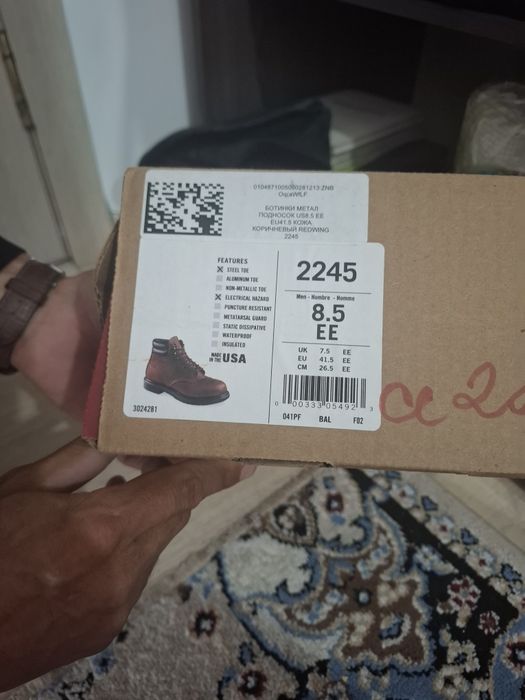 0104871005000281213:ZNB
БОТИНКИ МЕТАЛ
ПОДНОСОК US8.5 EE
EU41.5 КОЖА,
КОРИЧНЕВЫЙ REDWING
2245
FEATURES
X STEEL TOE
ALUMINUM TOE
NON-METALLIC TOE
X ELECTRICAL HAZARD
PUNCTURE RESISTANT
METATARSAL GUARD
STATIC DISSIPATIVE
WATERPROOF
INSULATED
MADE IN THE USA
3024281
2245
Men - Hombre - Homme
8.5
EE
UK 7.5 EE
EU 41.5 EE
CM 26.5 EE
0 00333 05492 3
041PF BAL F02